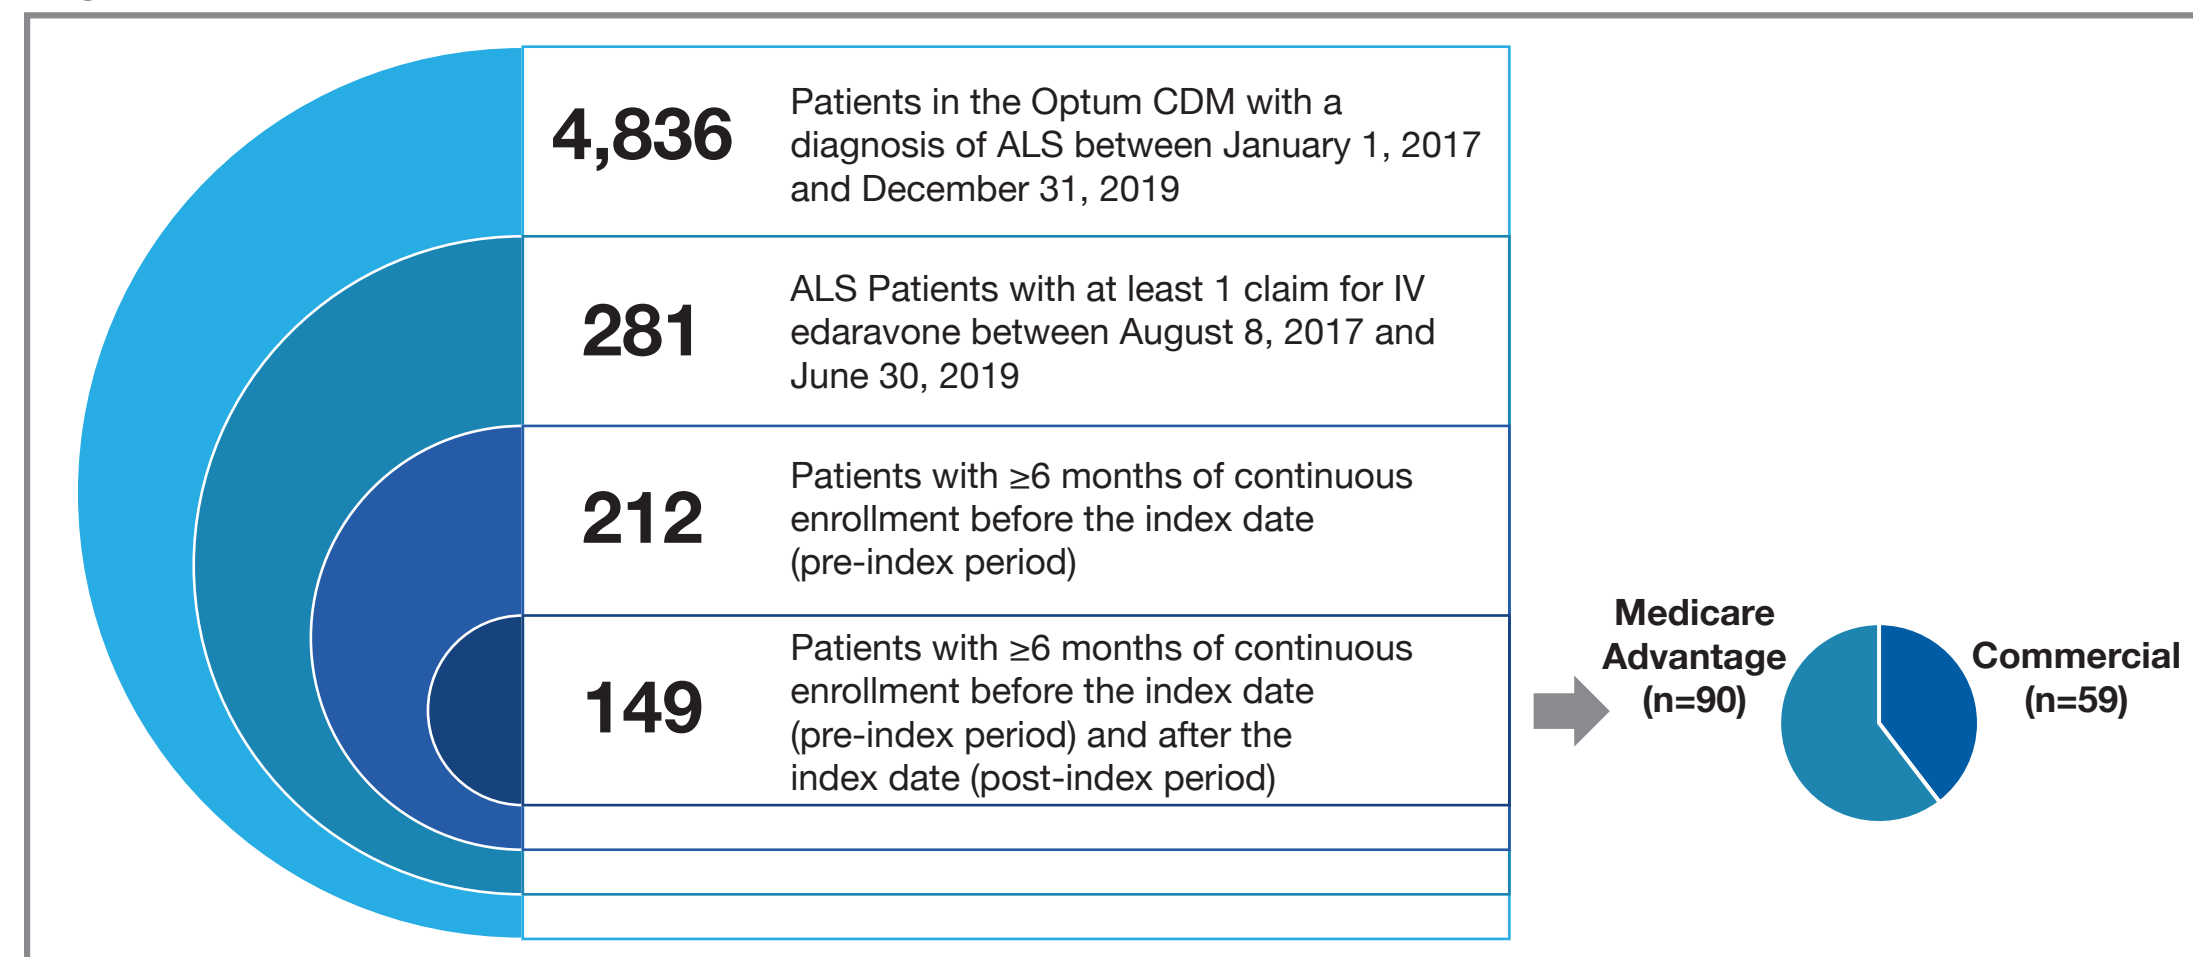 4,836
Patients in the Optum CDM with a
diagnosis of ALS between January 1, 2017
and December 31, 2019
281
ALS Patients with at least 1 claim for IV
edaravone between August 8, 2017 and
June 30, 2019
212
Patients with ≥6 months of continuous
enrollment before the index date
(pre-index period)
149
Patients with ≥6 months of continuous
enrollment before the index date
(pre-index period) and after the
index date (post-index period)
Medicare
Advantage
(n=90)
Commercial
(n=59)